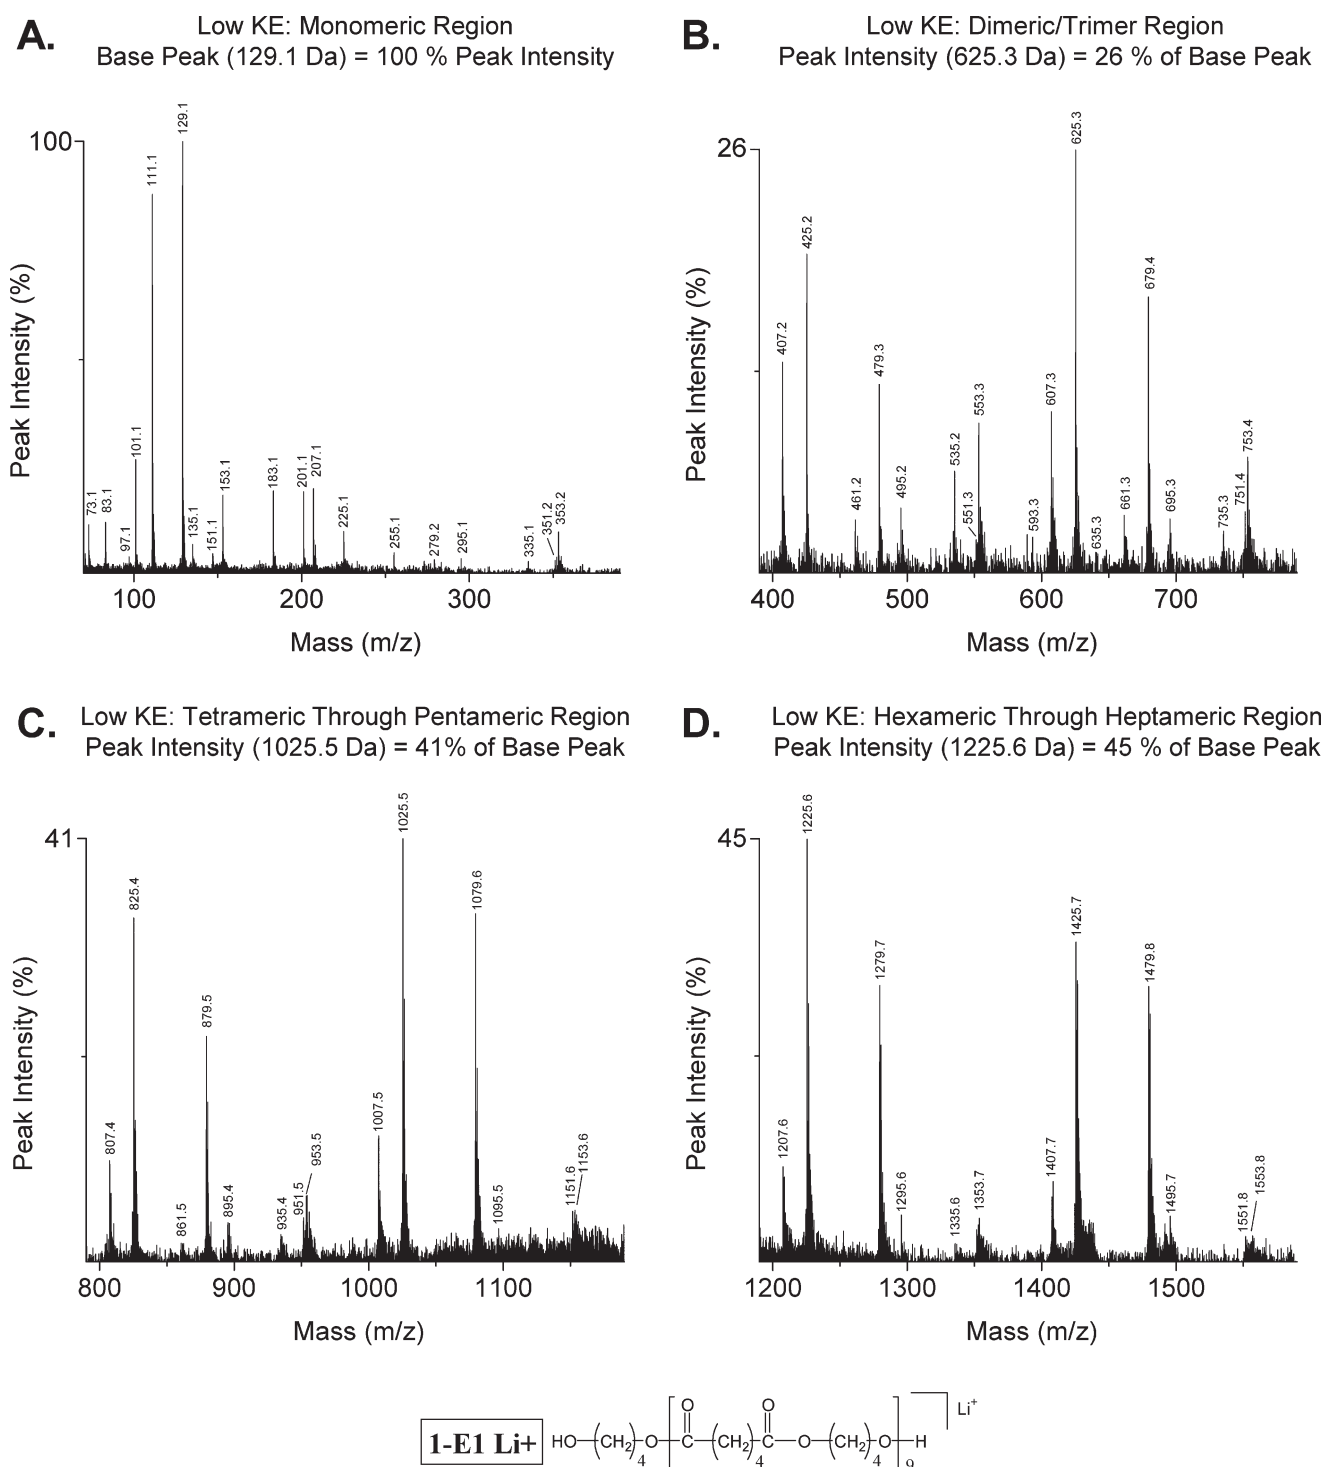 A.
Low KE: Monomeric Region
Base Peak (129.1 Da) = 100 % Peak Intensity
100
Peak Intensity (%)
73.1
83.1
97.1
101.1
111.1
129.1
135.1
151.1
153.1
183.1
201.1
207.1
225.1
255.1
279.2
295.1
335.1
351.2
353.2
100 200 300
Mass (m/z)
B.
Low KE: Dimeric/Trimer Region
Peak Intensity (625.3 Da) = 26 % of Base Peak
26
Peak Intensity (%)
407.2
425.2
461.2
479.3
495.2
535.2
551.3
553.3
593.3
607.3
625.3
635.3
661.3
679.4
695.3
735.3
751.4
753.4
400 500 600 700
Mass (m/z)
C.
Low KE: Tetrameric Through Pentameric Region
Peak Intensity (1025.5 Da) = 41% of Base Peak
41
Peak Intensity (%)
807.4
825.4
861.5
879.5
895.4
935.4
951.5
953.5
1007.5
1025.5
1079.6
1095.5
1151.6
1153.6
800 900 1000 1100
Mass (m/z)
D.
Low KE: Hexameric Through Heptameric Region
Peak Intensity (1225.6 Da) = 45 % of Base Peak
45
Peak Intensity (%)
1207.6
1225.6
1279.7
1295.6
1335.6
1353.7
1407.7
1425.7
1479.8
1495.7
1551.8
1553.8
1200 1300 1400 1500
Mass (m/z)
1-E1 Li+
O O Li+
HO (CH2)4 O C (CH2)4 C O (CH2)4 O H
9